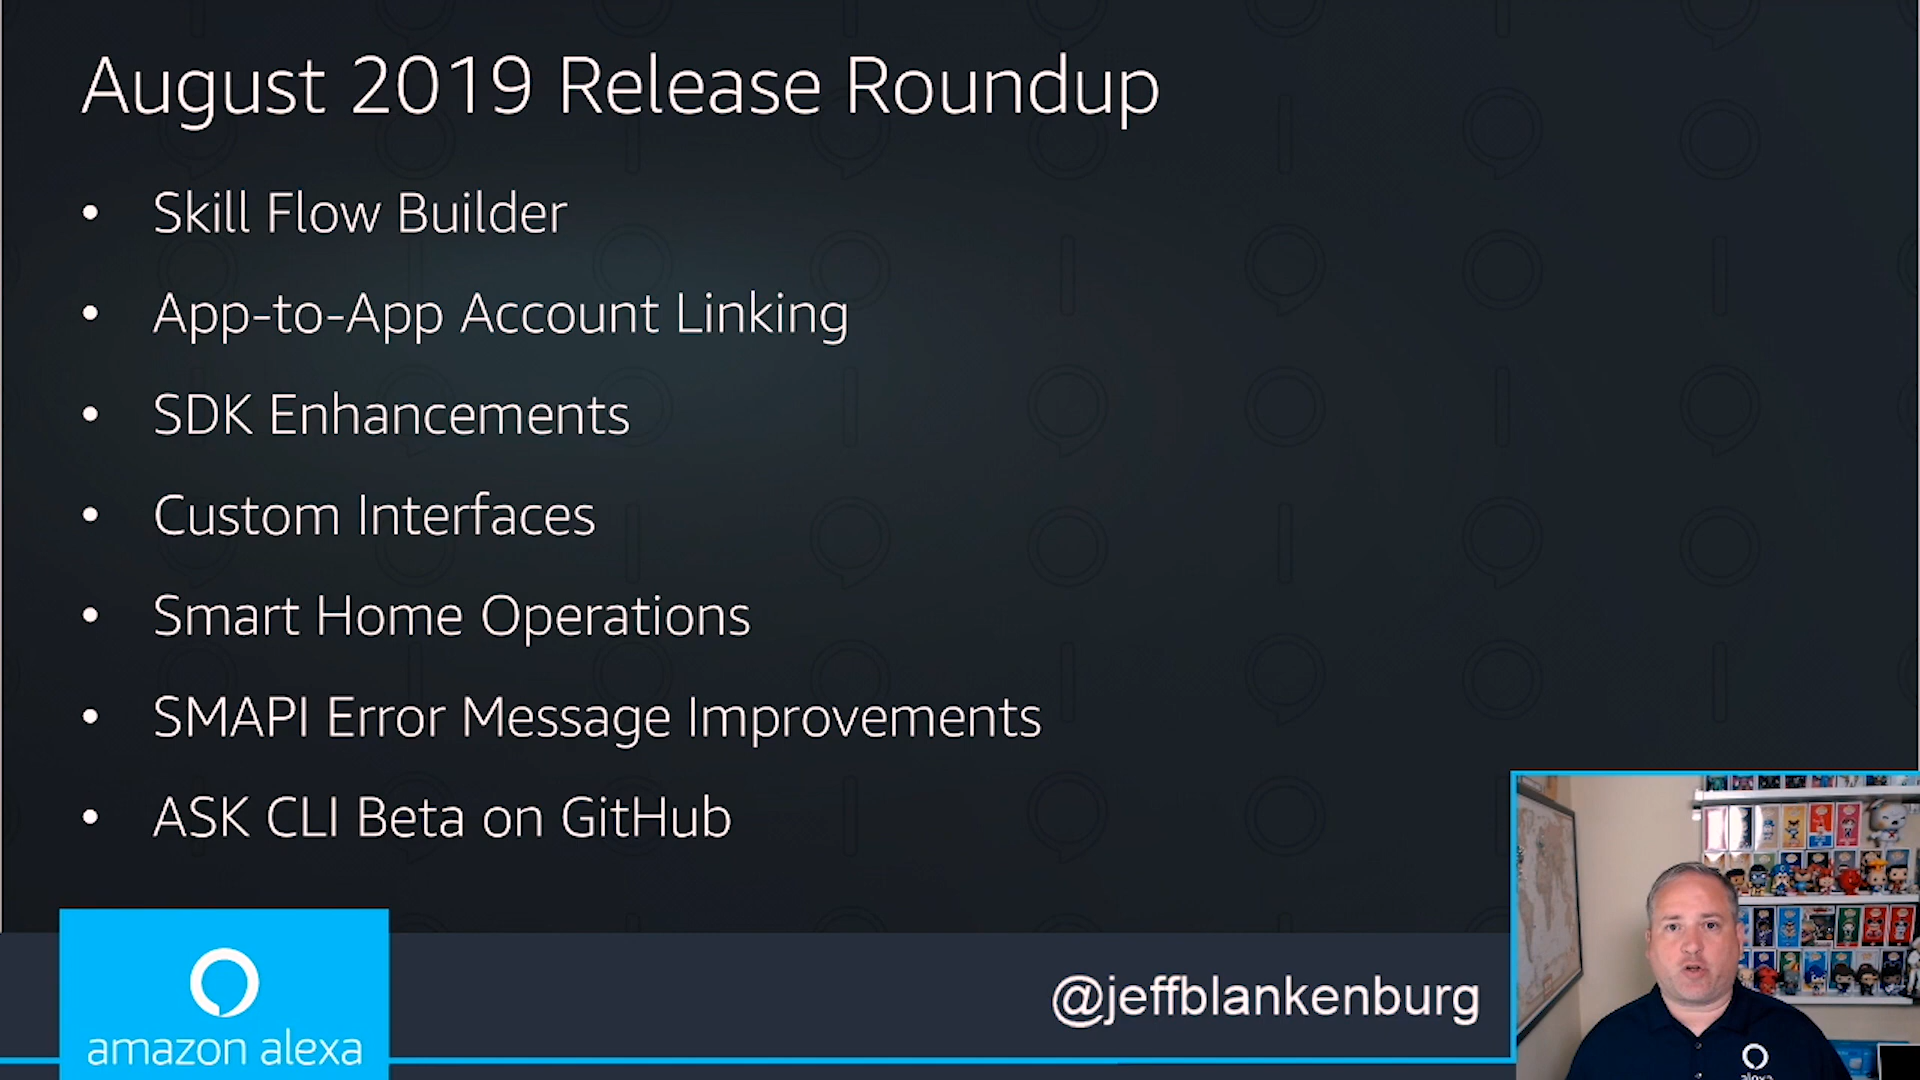 August 2019 Release Roundup
• Skill Flow Builder
• App-to-App Account Linking
• SDK Enhancements
• Custom Interfaces
• Smart Home Operations
• SMAPI Error Message Improvements
• ASK CLI Beta on GitHub
@jeffblankenburg
amazon alexa
alexa